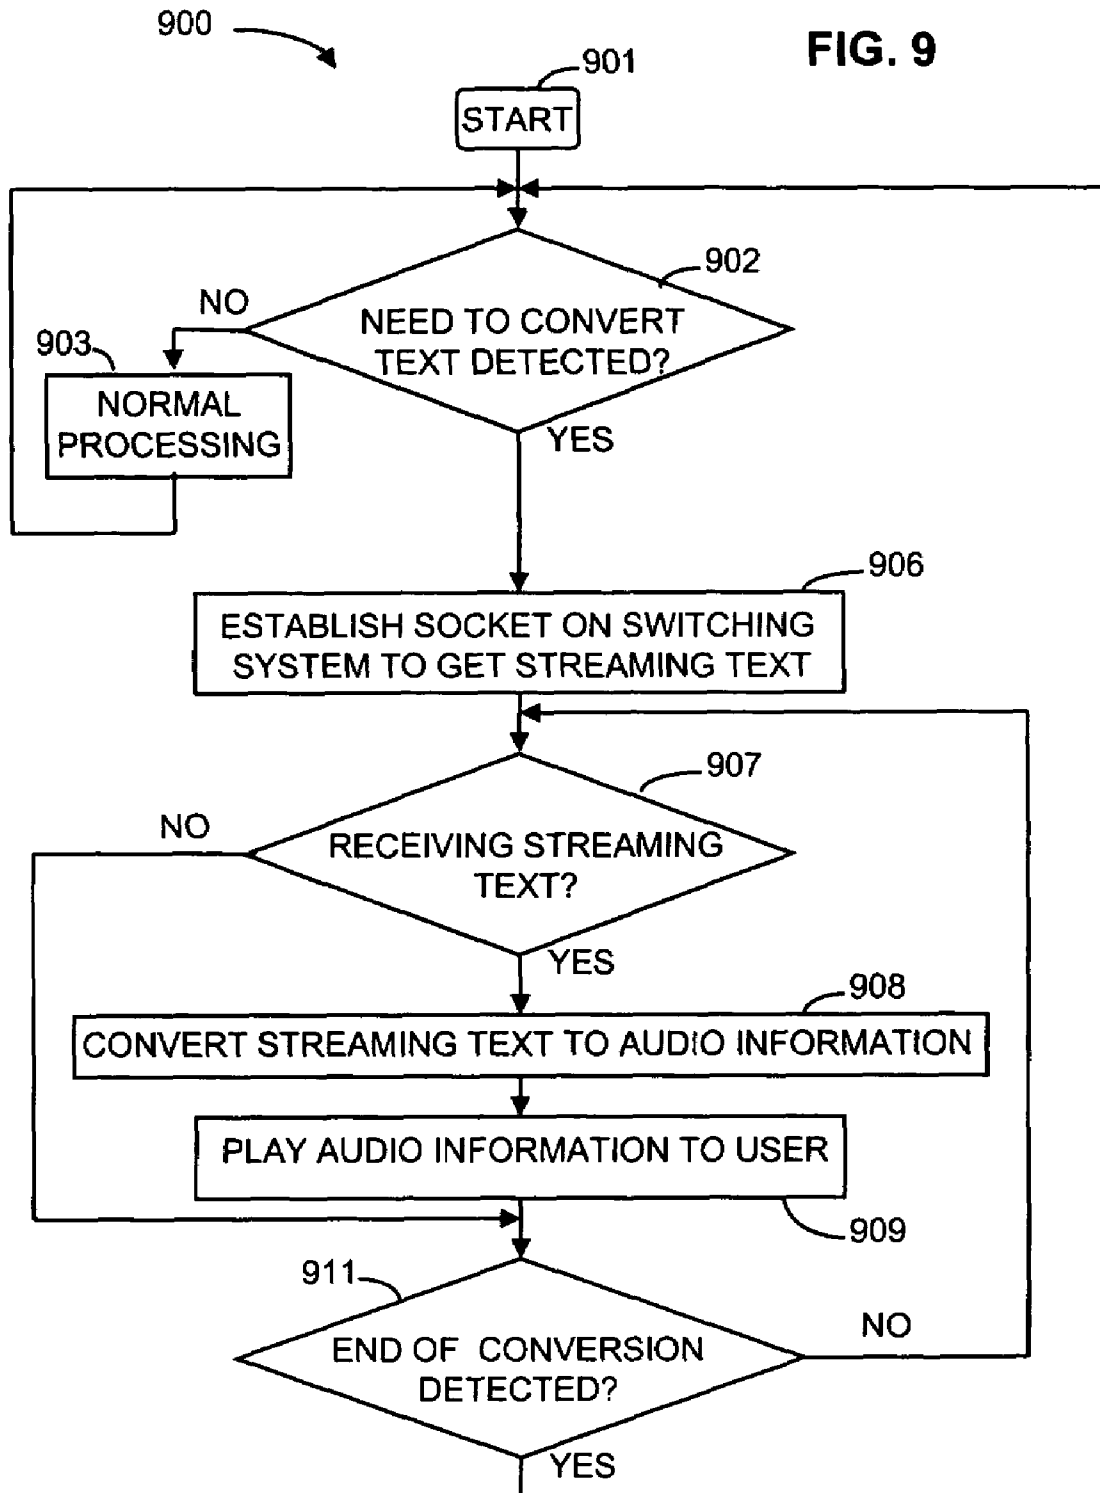 900
FIG. 9
901
START
902
NO
NEED TO CONVERT
TEXT DETECTED?
903
NORMAL
PROCESSING
YES
906
ESTABLISH SOCKET ON SWITCHING
SYSTEM TO GET STREAMING TEXT
907
NO
RECEIVING STREAMING
TEXT?
YES
908
CONVERT STREAMING TEXT TO AUDIO INFORMATION
PLAY AUDIO INFORMATION TO USER
909
911
NO
END OF CONVERSION
DETECTED?
YES